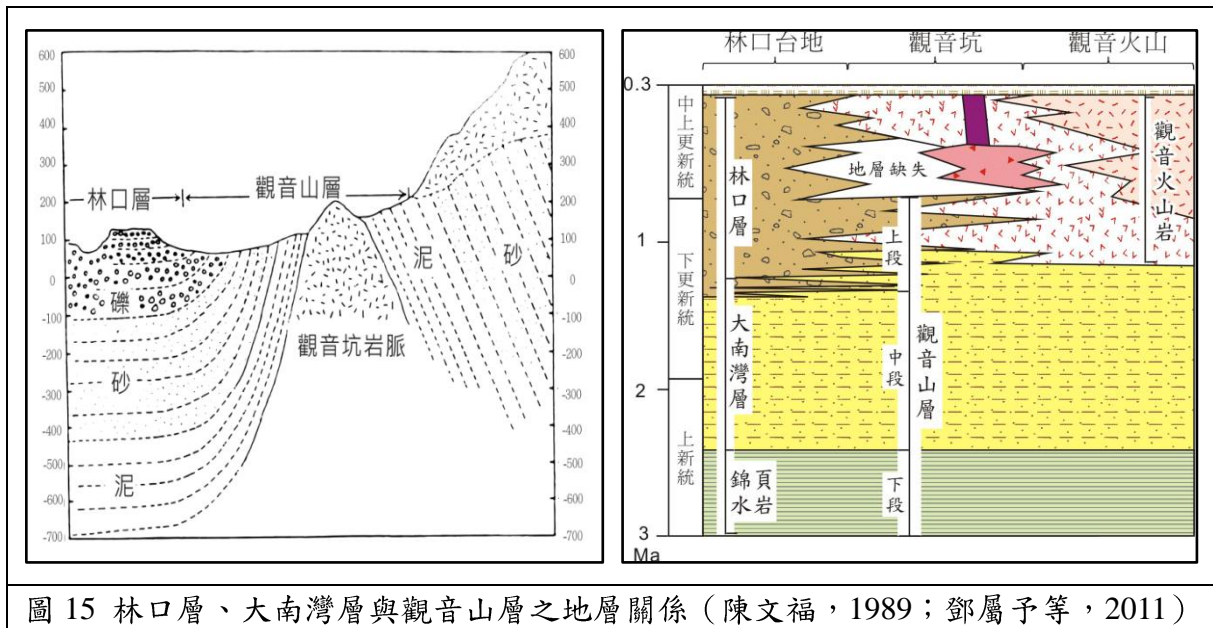 600
500
400
300
200
100
0
-100
-200
-300
-400
-500
-600
-700
林口層
觀音山層
礫
砂
泥
觀音坑岩脈
泥
砂
600
500
400
300
200
100
0
-100
-200
-300
-400
-500
-600
-700
林口台地
觀音坑
觀音火山
0.3
1
2
3
Ma
中上更新統
下更新統
上新統
林口層
大南灣層
錦水頁岩
地層缺失
上段
中段
下段
觀音山層
觀音火山岩
圖 15 林口層、大南灣層與觀音山層之地層關係（陳文福，1989；鄧屬予等，2011）